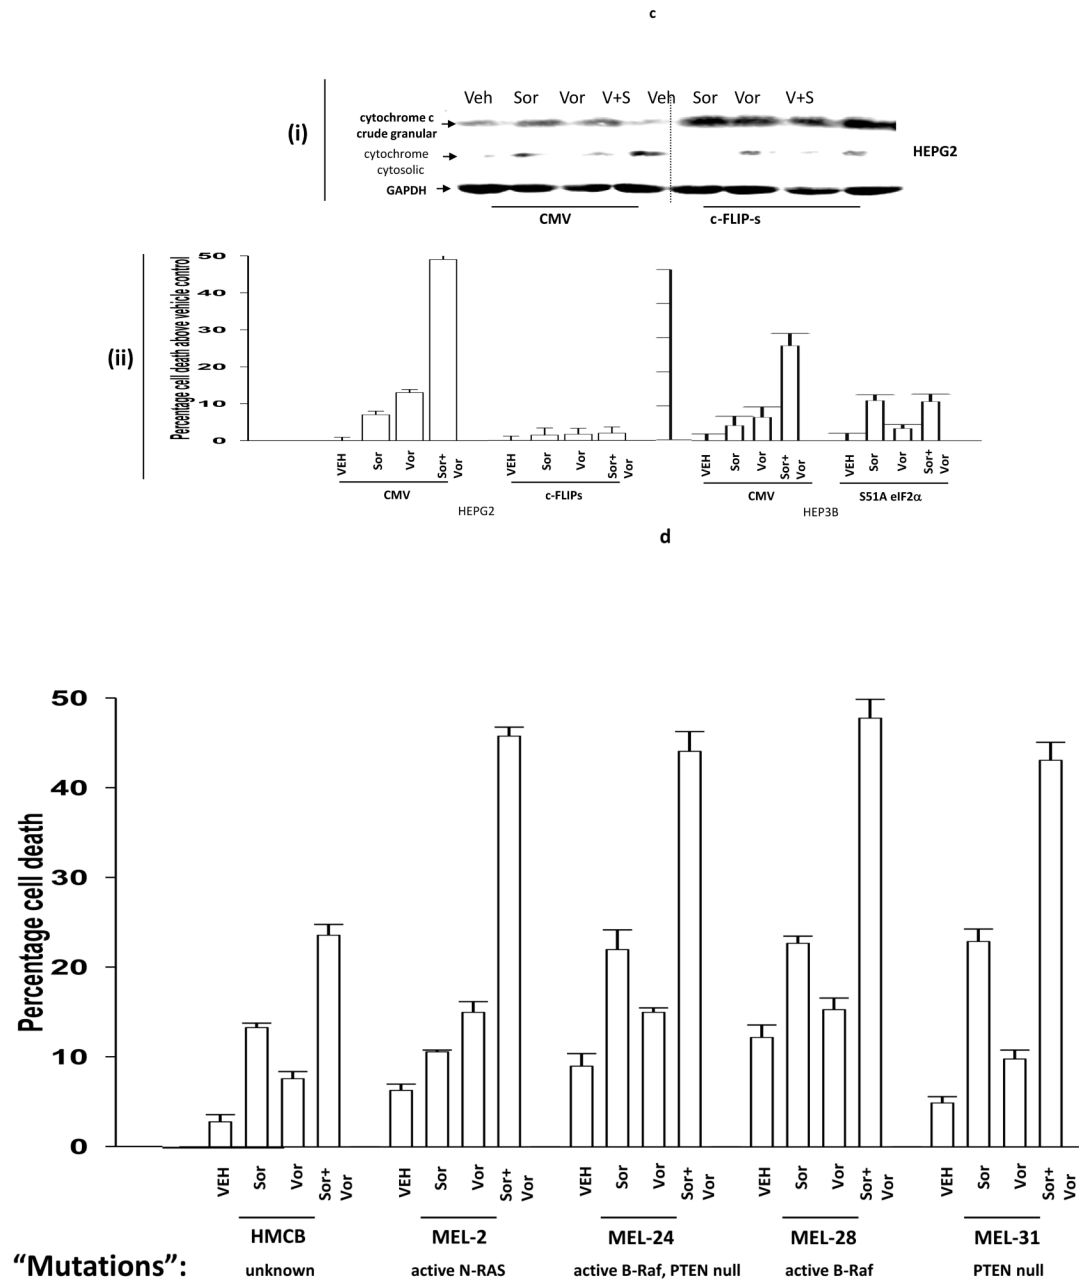 c
Veh Sor Vor V+S Veh Sor Vor V+S
cytochrome c
crude granular
(i)
cytochrome
cytosolic
HEPG2
GAPDH
CMV c-FLIP-s
(ii)
Percentage cell death above vehicle control
50
40
30
20
10
0
VEH Sor Vor Sor+ Vor VEH Sor Vor Sor+ Vor VEH Sor Vor Sor+ Vor VEH Sor Vor Sor+ Vor
CMV c-FLIPs CMV S51A eIF2α
HEPG2 HEP3B
d
Percentage cell death
50
40
30
20
10
0
VEH Sor Vor Sor+ Vor VEH Sor Vor Sor+ Vor VEH Sor Vor Sor+ Vor VEH Sor Vor Sor+ Vor VEH Sor Vor Sor+ Vor
HMCB MEL-2 MEL-24 MEL-28 MEL-31
“Mutations”: unknown active N-RAS active B-Raf, PTEN null active B-Raf PTEN null